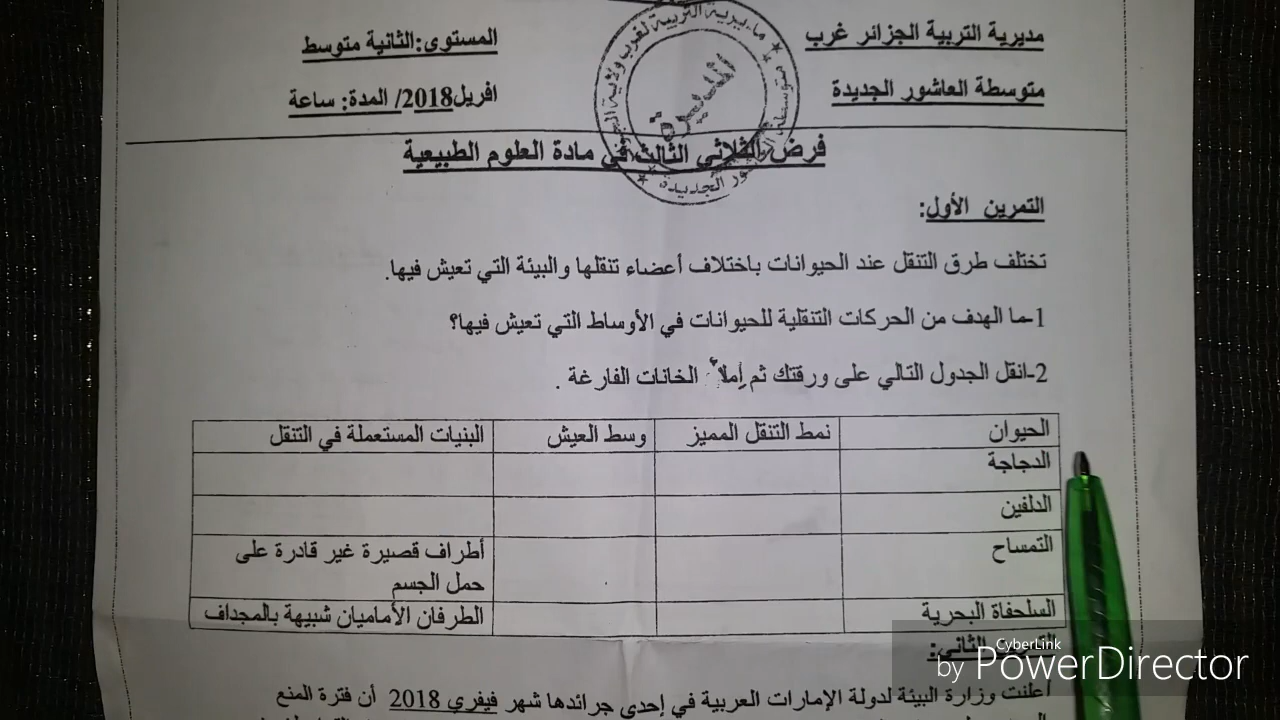 مديرية التربية الجزائر غرب
المستوى:الثانية متوسط
متوسطة العاشور الجديدة
افريل2018/ المدة: ساعة
فرض الثلاثي الثالث في مادة العلوم الطبيعية
التمرين الأول:
تختلف طرق التنقل عند الحيوانات باختلاف أعضاء تنقلها والبيئة التي تعيش فيها.
1-ما الهدف من الحركات التنقلية للحيوانات في الأوساط التي تعيش فيها؟
2-انقل الجدول التالي على ورقتك ثم إملأ الخانات الفارغة .
الحيوان نمط التنقل المميز وسط العيش البنيات المستعملة في التنقل
الدجاجة
الدلفين
التمساح أطراف قصيرة غير قادرة على
حمل الجسم
السلحفاة البحرية الطرفان الأماميان شبيهة بالمجداف
التمرين الثاني:
أعلنت وزارة البيئة لدولة الإمارات العربية في إحدى جرائدها شهر فيفري 2018 أن فترة المنع
المديرة
CyberLink
by PowerDirector